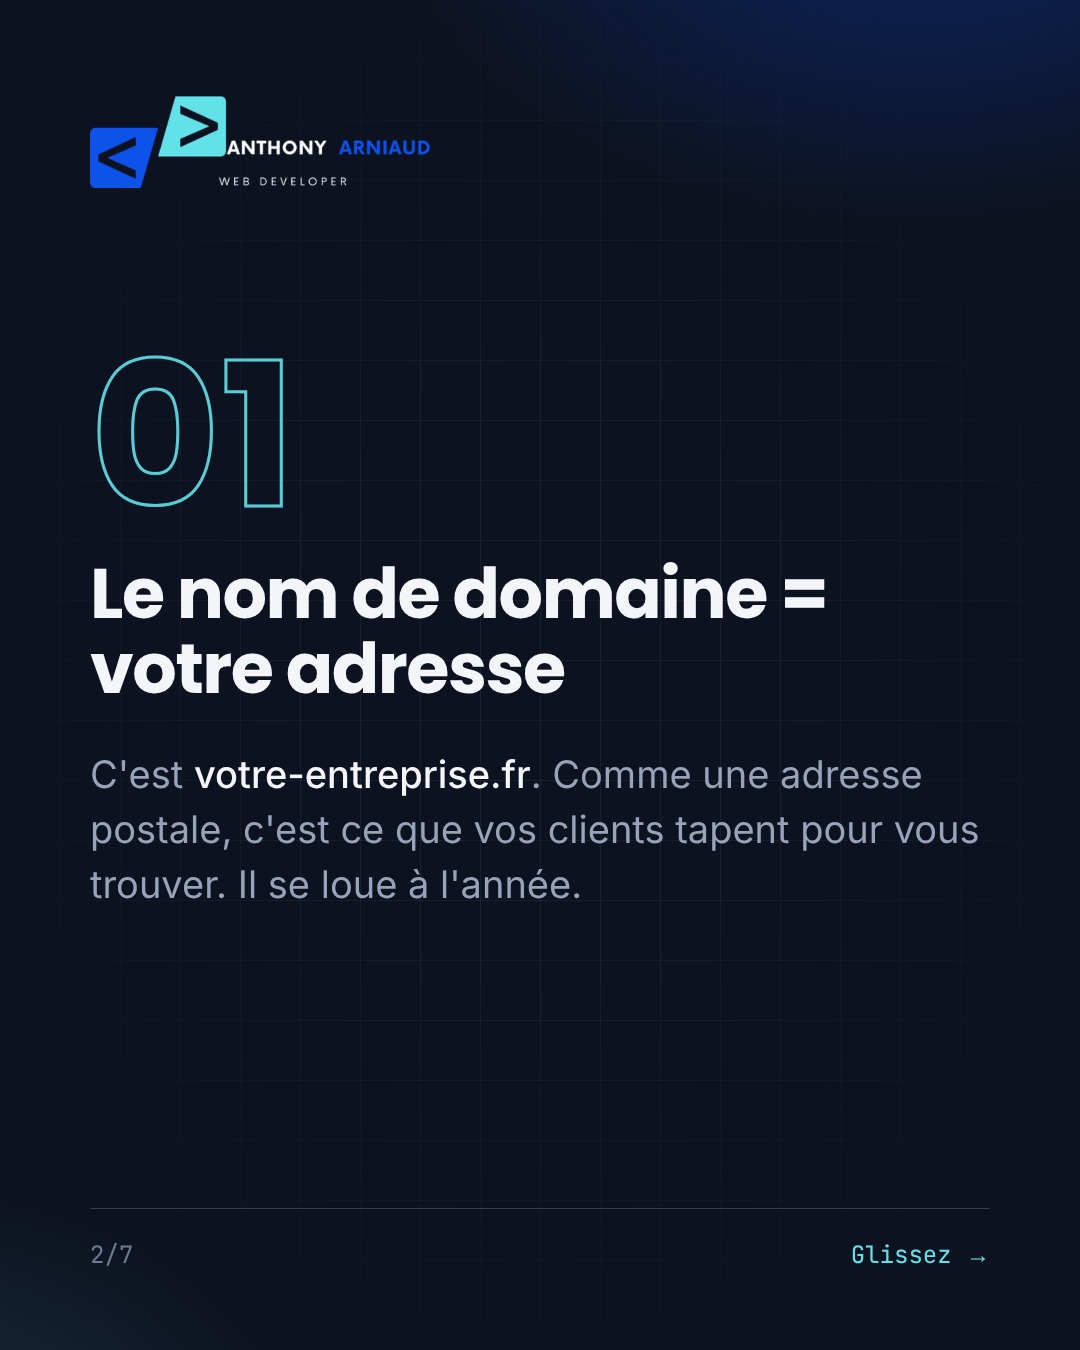 < >
ANTHONY ARNIAUD
WEB DEVELOPER
01
Le nom de domaine =
votre adresse
C'est votre-entreprise.fr. Comme une adresse
postale, c'est ce que vos clients tapent pour vous
trouver. Il se loue à l'année.
2/7
Glissez →